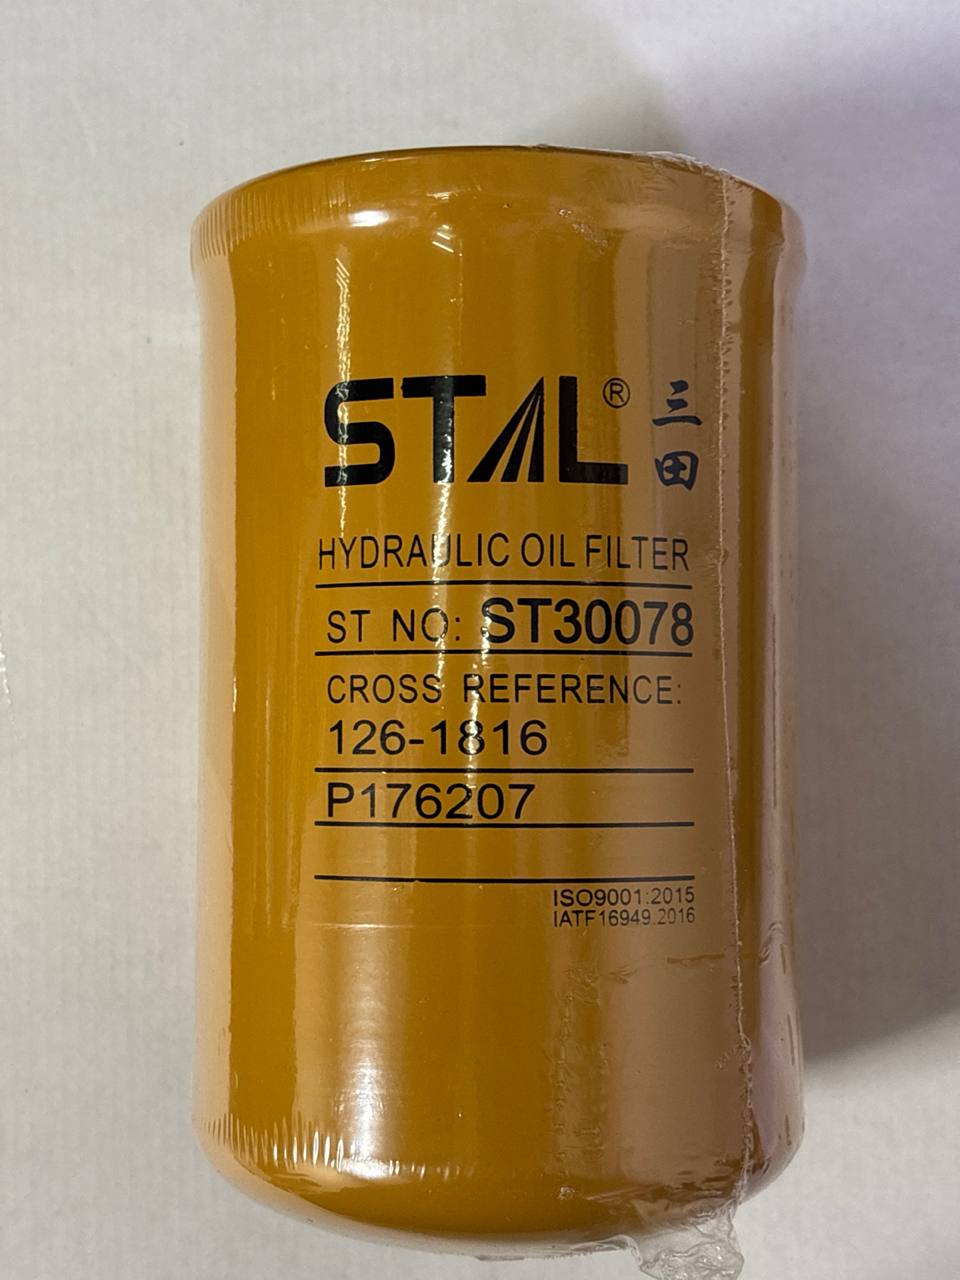 STAL® 三田
HYDRAULIC OIL FILTER
ST NO: ST30078
CROSS REFERENCE:
126-1816
P176207
ISO9001:2015
IATF16949:2016